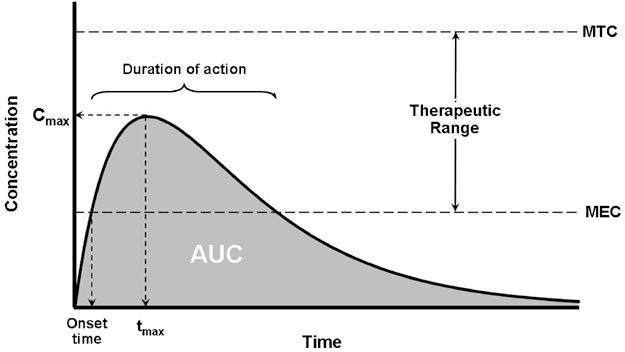 MTC
Duration of action
Therapeutic
Range
Cmax
Concentration
MEC
AUC
Onset
time
tmax
Time